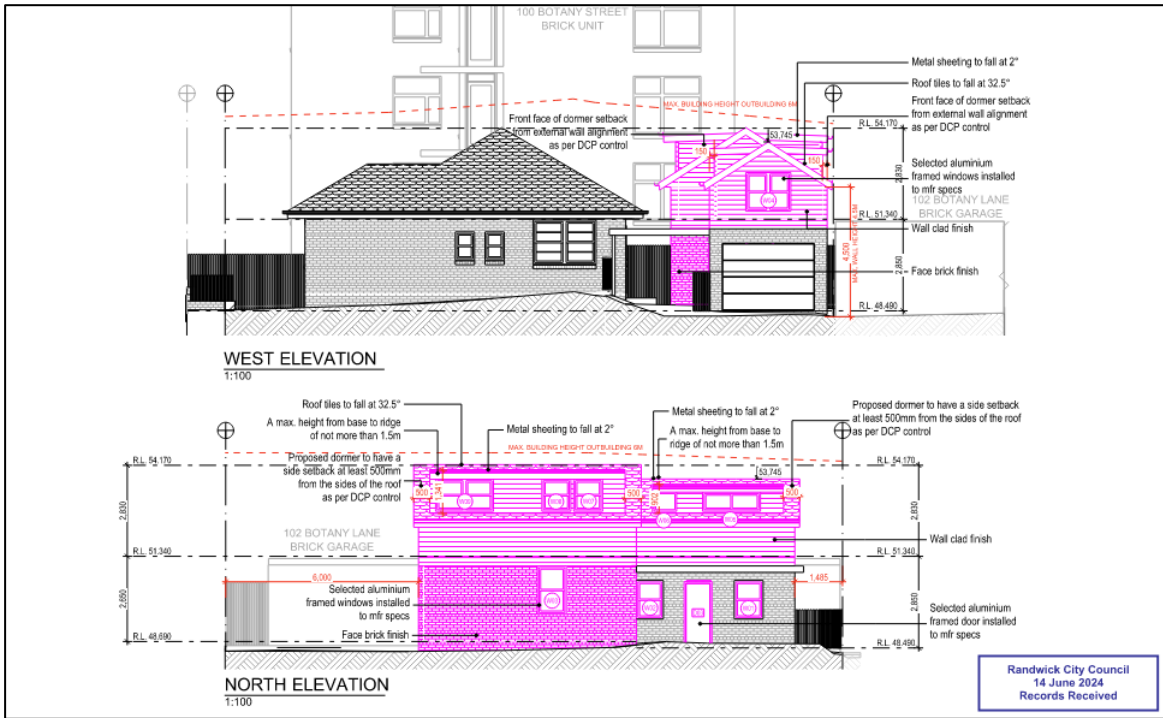 100 BOTANY STREET
BRICK UNIT
Metal sheeting to fall at 2°
Roof tiles to fall at 32.5°
MAX. BUILDING HEIGHT OUTBUILDING 6M
Front face of dormer setback
from external wall alignment
as per DCP control
Front face of dormer setback
from external wall alignment
as per DCP control
R.L. 54.170
53,745
150
150
2,830
Selected aluminium
framed windows installed
to mfr specs
W04
102 BOTANY LANE
BRICK GARAGE
R.L. 51.340
Wall clad finish
4,500
MAX. WALL HEIGHT 4.5M
2,850
Face brick finish
R.L. 48.490
WEST ELEVATION
1:100
Roof tiles to fall at 32.5°
A max. height from base to ridge
of not more than 1.5m
Metal sheeting to fall at 2°
MAX. BUILDING HEIGHT OUTBUILDING 6M
Metal sheeting to fall at 2°
A max. height from base to
ridge of not more than 1.5m
Proposed dormer to have a side setback
at least 500mm from the sides of the roof
as per DCP control
R.L. 54.170
Proposed dormer to have a
side setback at least 500mm
from the sides of the roof
as per DCP control
53,745
R.L. 54.170
500
1,341
500
902
500
2,830
2,830
102 BOTANY LANE
BRICK GARAGE
Wall clad finish
R.L. 51.340
R.L. 51.340
6,000
1,485
Selected aluminium
framed windows installed
to mfr specs
2,650
2,850
Selected aluminium
framed door installed
to mfr specs
Face brick finish
R.L. 48.690
R.L. 48.490
NORTH ELEVATION
1:100
Randwick City Council
14 June 2024
Records Received